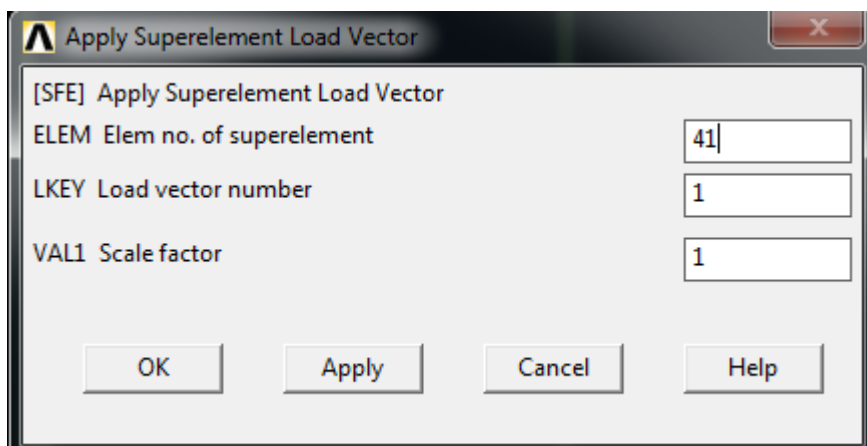 Apply Superelement Load Vector
[SFE] Apply Superelement Load Vector
ELEM Elem no. of superelement 41
LKEY Load vector number 1
VAL1 Scale factor 1
OK Apply Cancel Help